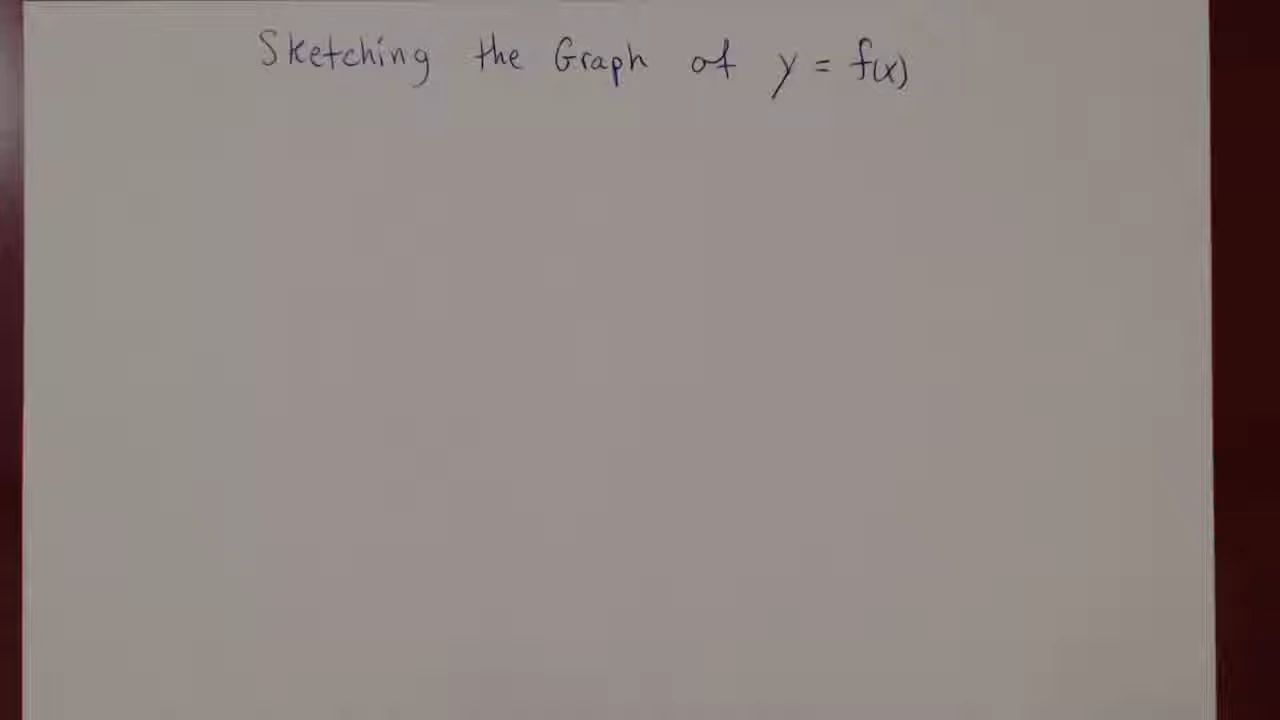 Sketching the Graph of y = f(x)